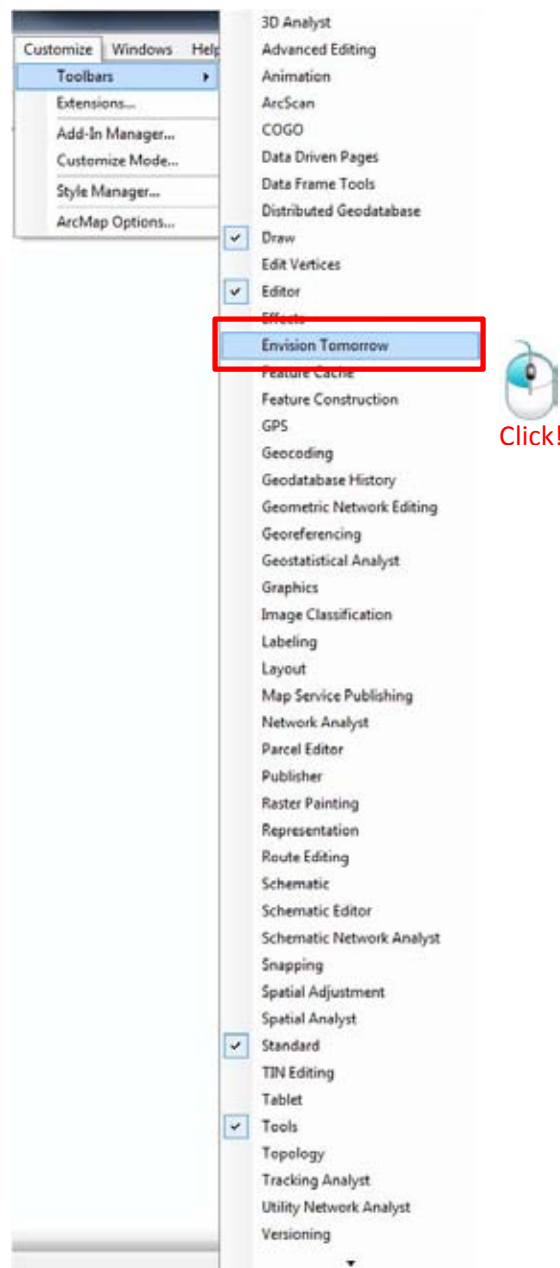 Customize Windows Help
Toolbars
Extensions...
Add-In Manager...
Customize Mode...
Style Manager...
ArcMap Options...
3D Analyst
Advanced Editing
Animation
ArcScan
COGO
Data Driven Pages
Data Frame Tools
Distributed Geodatabase
Draw
Edit Vertices
Editor
Effects
Envision Tomorrow
Feature Cache
Feature Construction
GPS
Geocoding
Geodatabase History
Geometric Network Editing
Georeferencing
Geostatistical Analyst
Graphics
Image Classification
Labeling
Layout
Map Service Publishing
Network Analyst
Parcel Editor
Publisher
Raster Painting
Representation
Route Editing
Schematic
Schematic Editor
Schematic Network Analyst
Snapping
Spatial Adjustment
Spatial Analyst
Standard
TIN Editing
Tablet
Tools
Topology
Tracking Analyst
Utility Network Analyst
Versioning
Click!